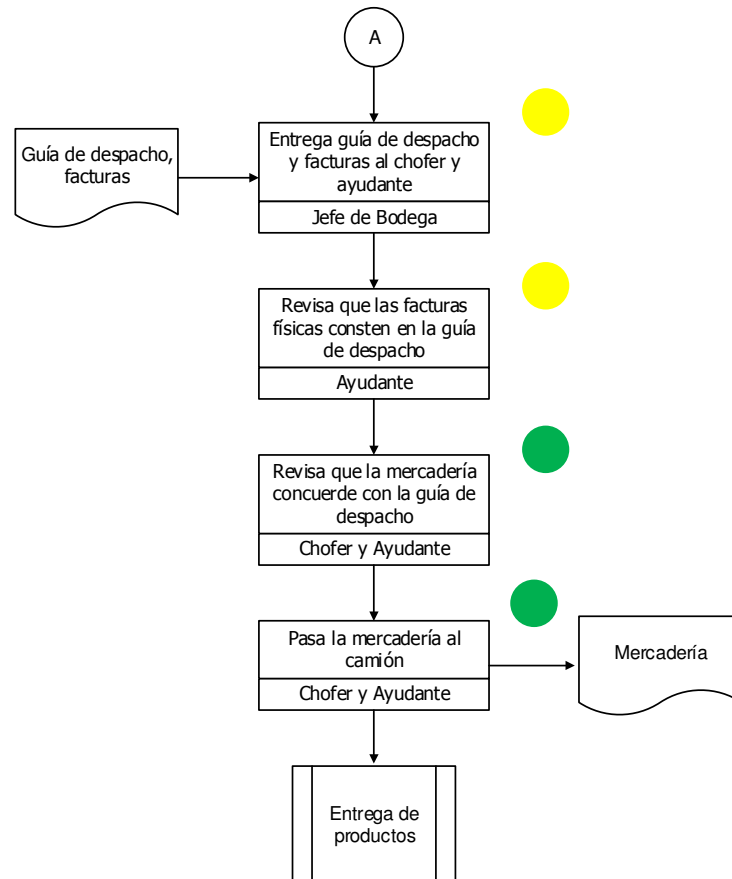 A
Guía de despacho,
facturas
Entrega guía de despacho
y facturas al chofer y
ayudante
Jefe de Bodega
Revisa que las facturas
físicas consten en la guía
de despacho
Ayudante
Revisa que la mercadería
concuerde con la guía de
despacho
Chofer y Ayudante
Pasa la mercadería al
camión
Chofer y Ayudante
Mercadería
Entrega de
productos